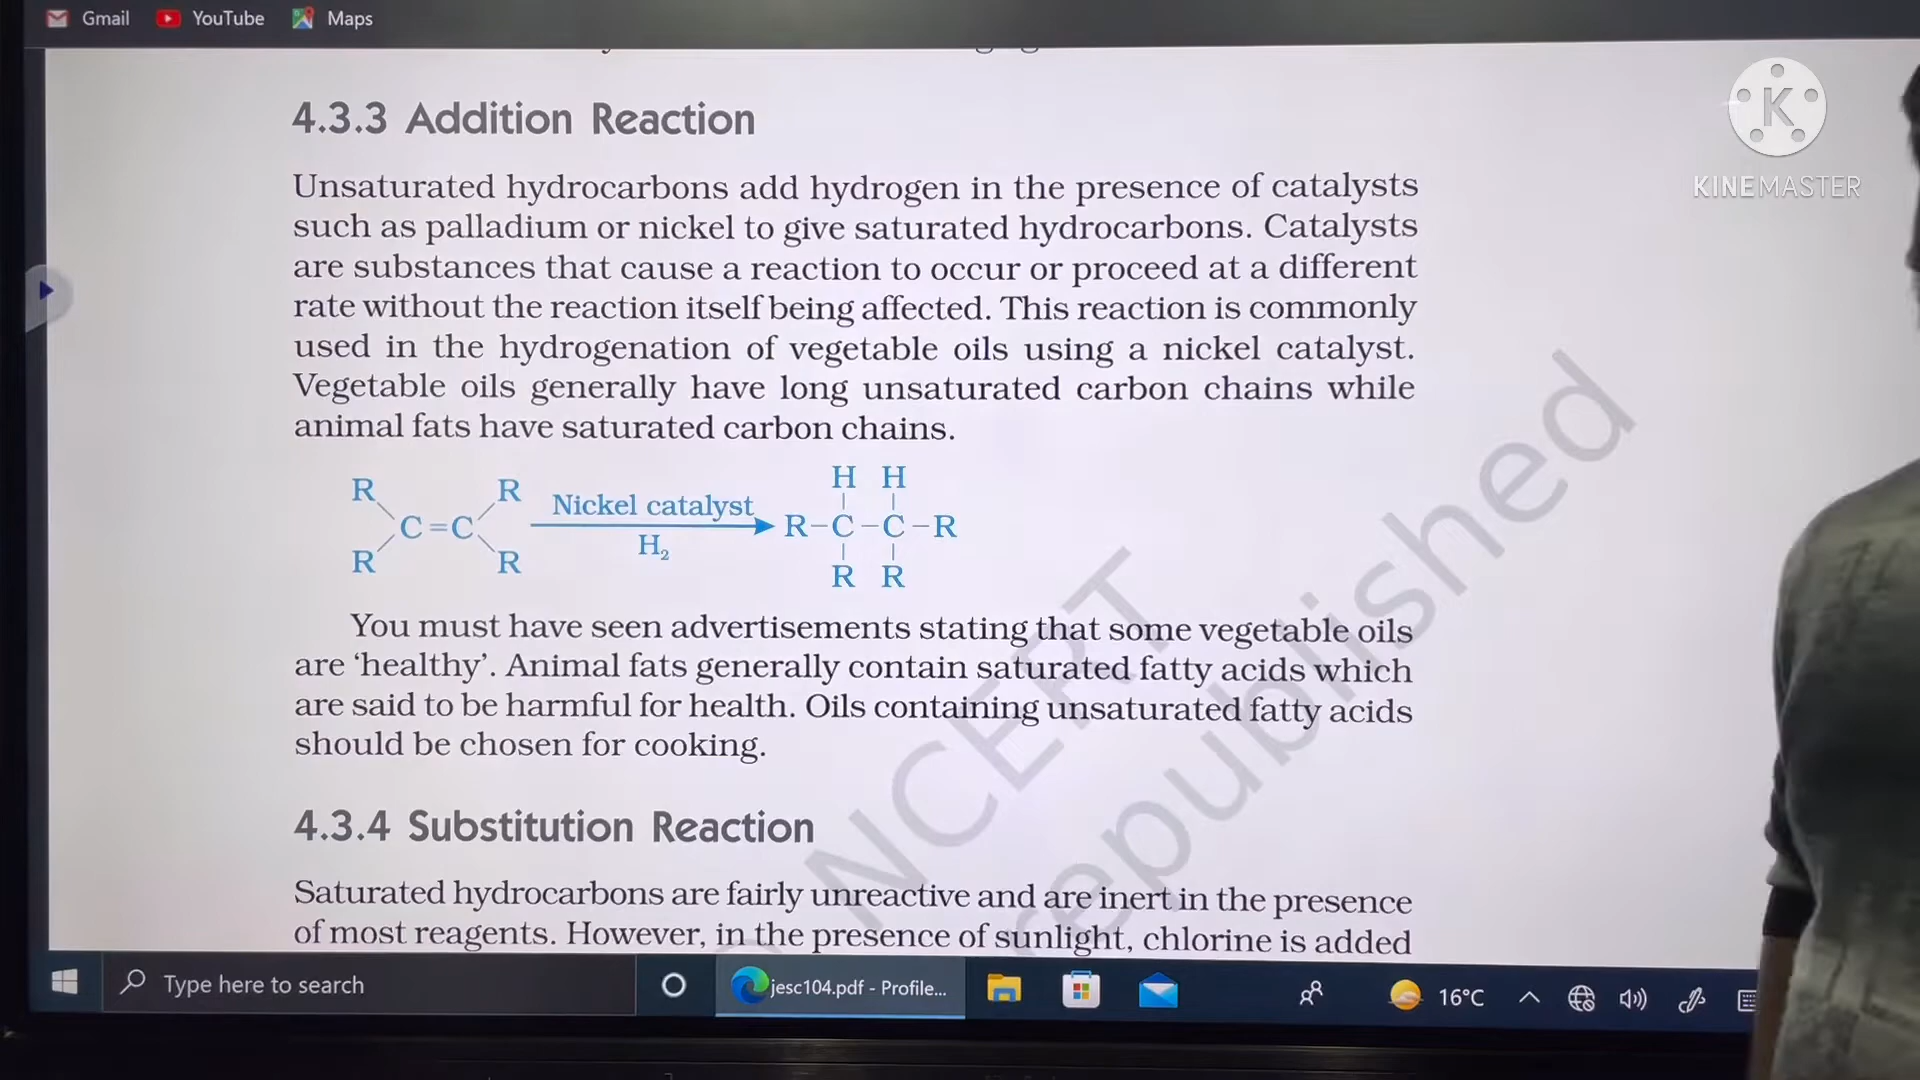 Gmail YouTube Maps
4.3.3 Addition Reaction
K
KINEMASTER
Unsaturated hydrocarbons add hydrogen in the presence of catalysts
such as palladium or nickel to give saturated hydrocarbons. Catalysts
are substances that cause a reaction to occur or proceed at a different
rate without the reaction itself being affected. This reaction is commonly
used in the hydrogenation of vegetable oils using a nickel catalyst.
Vegetable oils generally have long unsaturated carbon chains while
animal fats have saturated carbon chains.
H H
R R Nickel catalyst
C=C R–C–C–R
R R H₂
R R
You must have seen advertisements stating that some vegetable oils
are ‘healthy’. Animal fats generally contain saturated fatty acids which
are said to be harmful for health. Oils containing unsaturated fatty acids
should be chosen for cooking.
4.3.4 Substitution Reaction
Saturated hydrocarbons are fairly unreactive and are inert in the presence
of most reagents. However, in the presence of sunlight, chlorine is added
NCERT
republished
Type here to search jesc104.pdf - Profile... 16°C